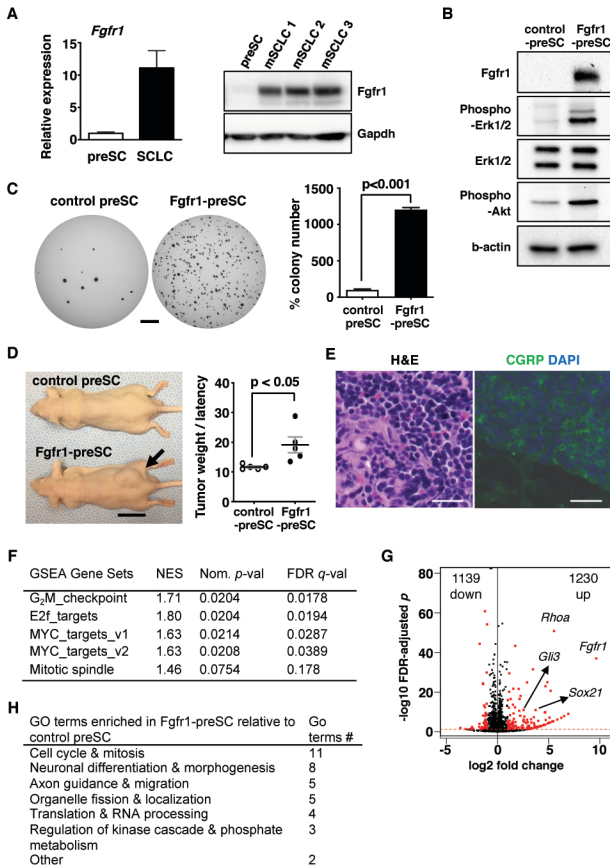 A
Fgfr1
Relative expression
15
10
5
0
preSC SCLC
preSC
mSCLC 1
mSCLC 2
mSCLC 3
Fgfr1
Gapdh
B
control Fgfr1
-preSC -preSC
Fgfr1
Phospho
-Erk1/2
Erk1/2
Phospho
-Akt
b-actin
C
control preSC Fgfr1-preSC
% colony number
1500
1000
500
0
p<0.001
control Fgfr1
preSC -preSC
D
control preSC
Fgfr1-preSC
Tumor weight / latency
40
30
20
10
0
p < 0.05
control Fgfr1
-preSC -preSC
E
H&E CGRP DAPI
F
GSEA Gene Sets NES Nom. p-val FDR q-val
G2M_checkpoint 1.71 0.0204 0.0178
E2f_targets 1.80 0.0204 0.0194
MYC_targets_v1 1.63 0.0214 0.0287
MYC_targets_v2 1.63 0.0208 0.0389
Mitotic spindle 1.46 0.0754 0.178
G
-log10 FDR-adjusted p
80
60
40
20
0
1139
down
1230
up
Rhoa
Fgfr1
Gli3
Sox21
-5 0 5 10
log2 fold change
H
GO terms enriched in Fgfr1-preSC relative to Go
control preSC terms #
Cell cycle & mitosis 11
Neuronal differentiation & morphogenesis 8
Axon guidance & migration 5
Organelle fission & localization 5
Translation & RNA processing 4
Regulation of kinase cascade & phosphate 3
metabolism
Other 2